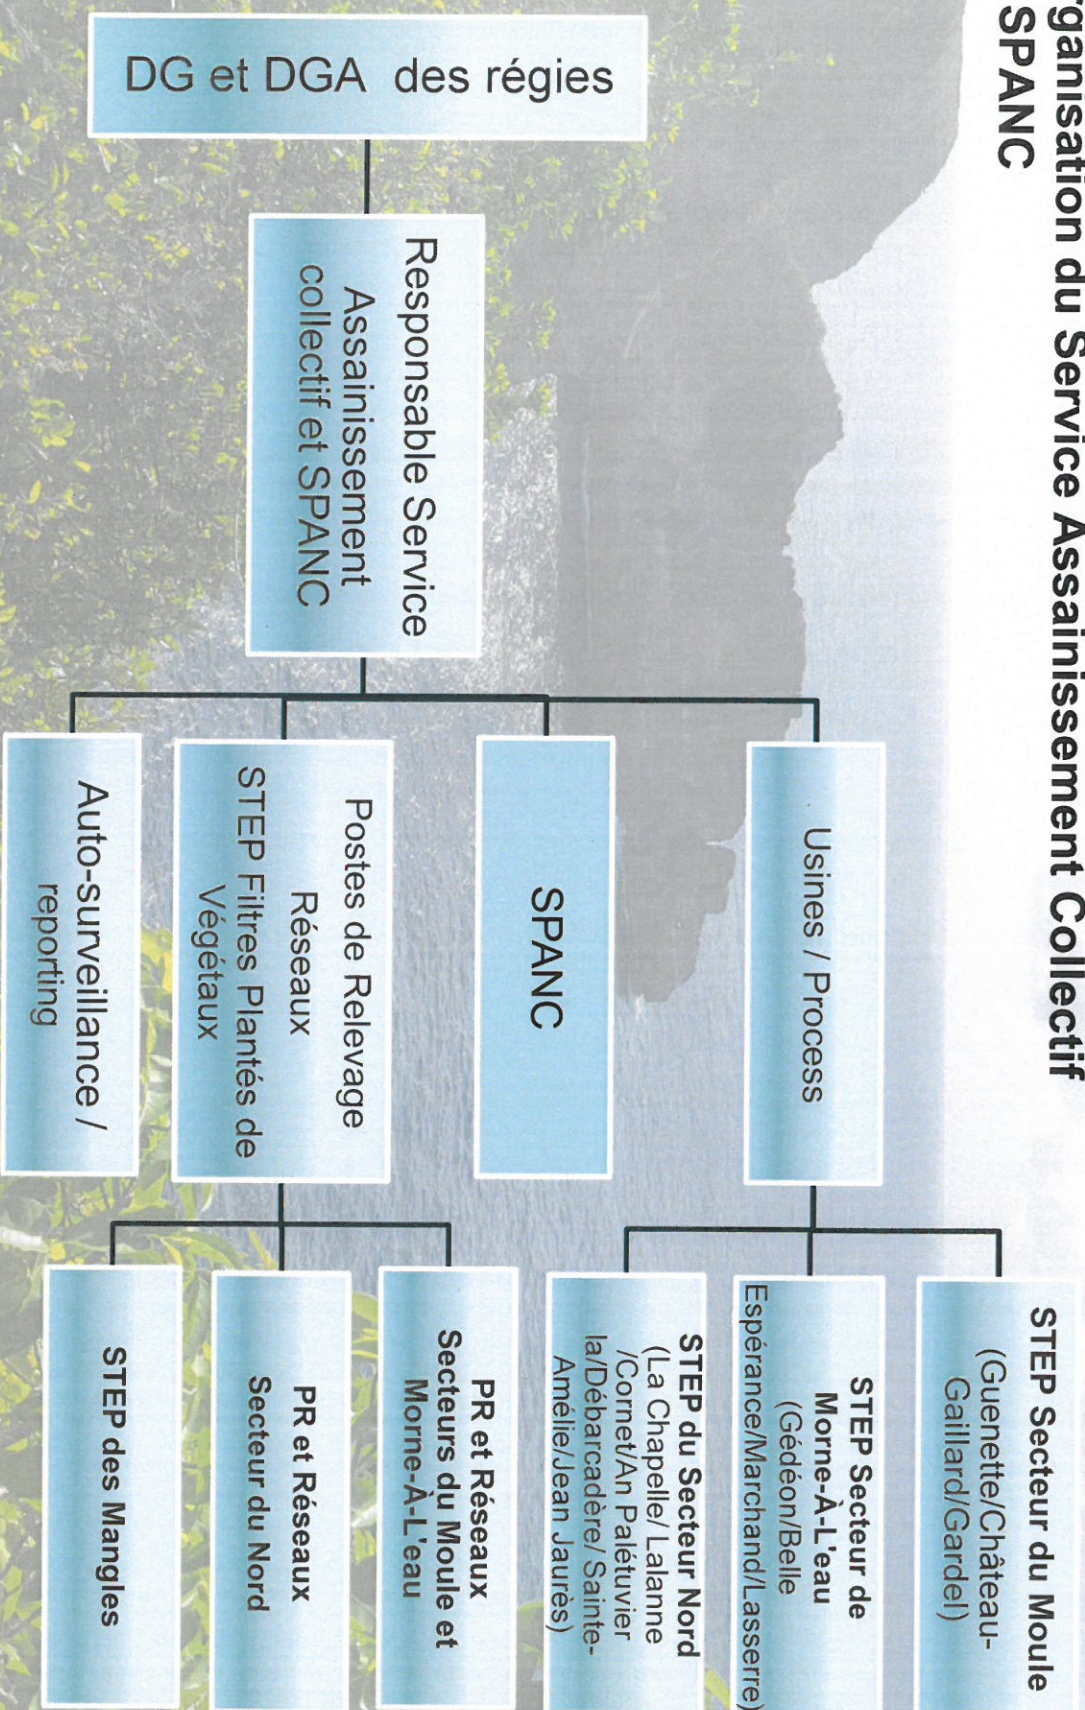 rganisation du Service Assainissement Collectif
SPANC
DG et DGA des régies
Responsable Service
Assainissement
collectif et SPANC
Usines / Process
SPANC
Postes de Relevage
Réseaux
STEP Filtres Plantés de
Végétaux
Auto-surveillance /
reporting
STEP Secteur du Moule
(Guenette/Château-
Gaillard/Gardel)
STEP Secteur de
Morne-À-L'eau
(Gédéon/Belle
Espérance/Marchand/Lasserre)
STEP du Secteur Nord
(La Chapelle/ Lalanne
/Cornet/An Palétuvier
la/Débarcadère/ Sainte-
Amélie/Jean Jaurès)
PR et Réseaux
Secteurs du Moule et
Morne-À-L'eau
PR et Réseaux
Secteur du Nord
STEP des Mangles